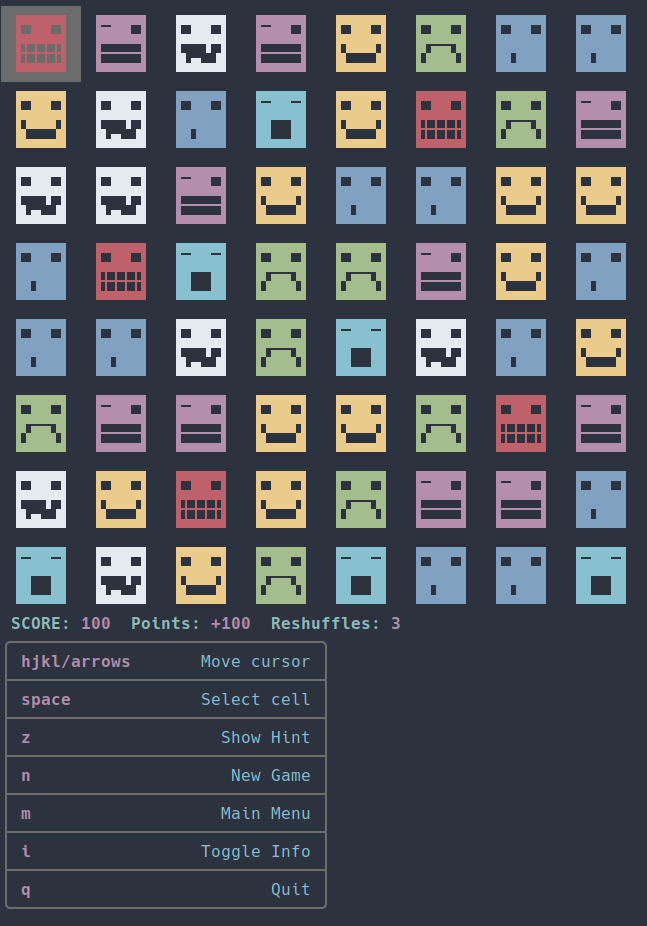 SCORE: 100  Points: +100  Reshuffles: 3
hjkl/arrows Move cursor
space Select cell
z Show Hint
n New Game
m Main Menu
i Toggle Info
q Quit